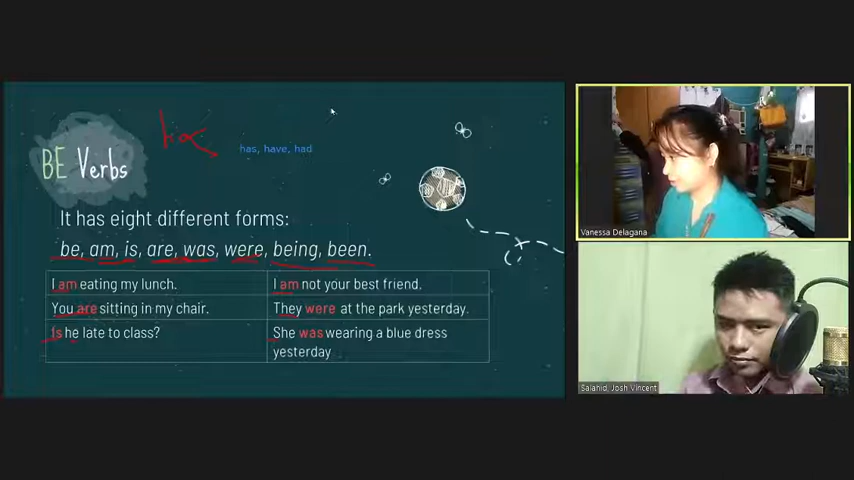 BE Verbs
has, have, had
It has eight different forms:
be, am, is, are, was, were, being, been.
I am eating my lunch.
I am not your best friend.
You are sitting in my chair.
They were at the park yesterday.
Is he late to class?
She was wearing a blue dress
yesterday
Vanessa Delagana
Salahid, Josh Vincent